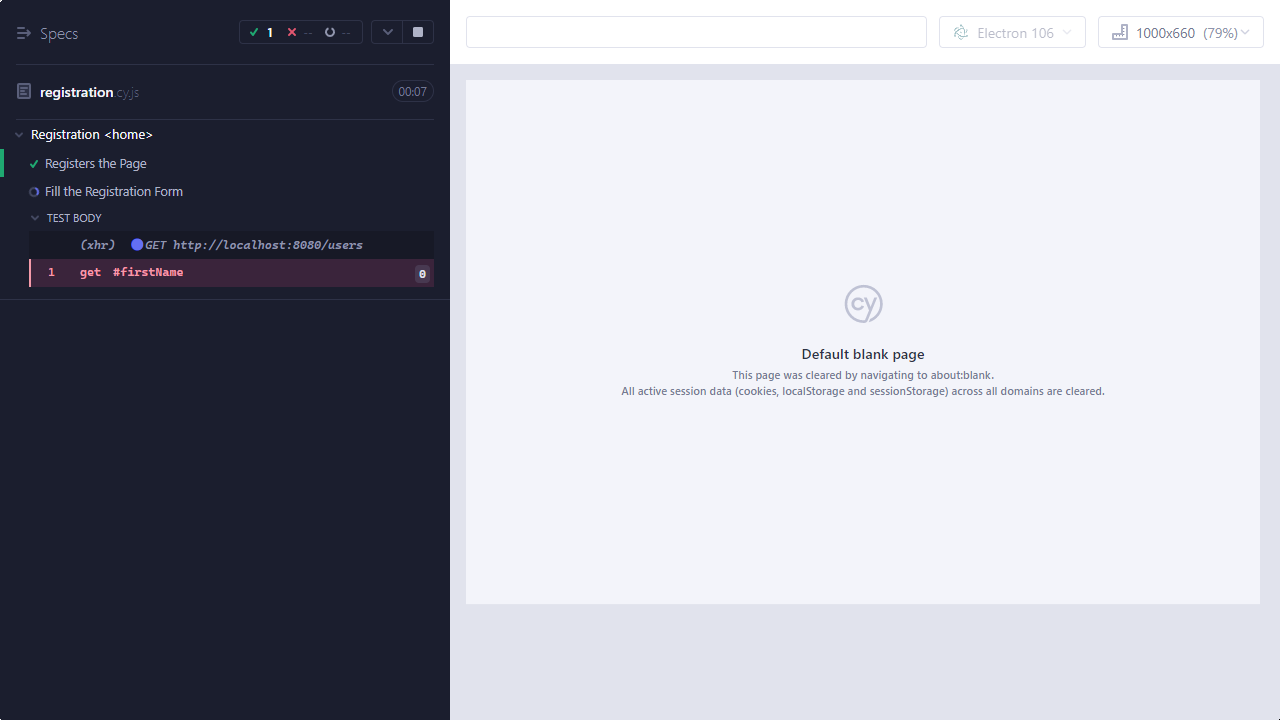 Specs
1 -- --
Electron 106
1000x660 (79%)
registration.cy.js
00:07
Registration <home>
Registers the Page
Fill the Registration Form
TEST BODY
(xhr) GET http://localhost:8080/users
1 get #firstName 0
cy
Default blank page
This page was cleared by navigating to about:blank.
All active session data (cookies, localStorage and sessionStorage) across all domains are cleared.